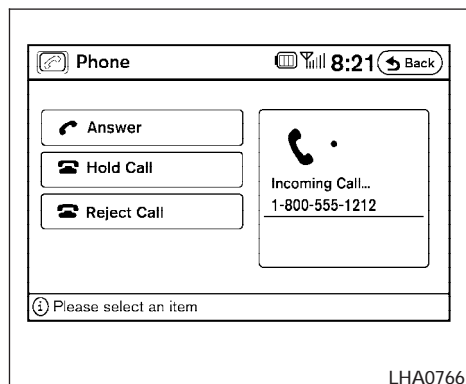 Phone 8:21 Back
Answer
Hold Call
Reject Call
Incoming Call...
1-800-555-1212
Please select an item
LHA0766